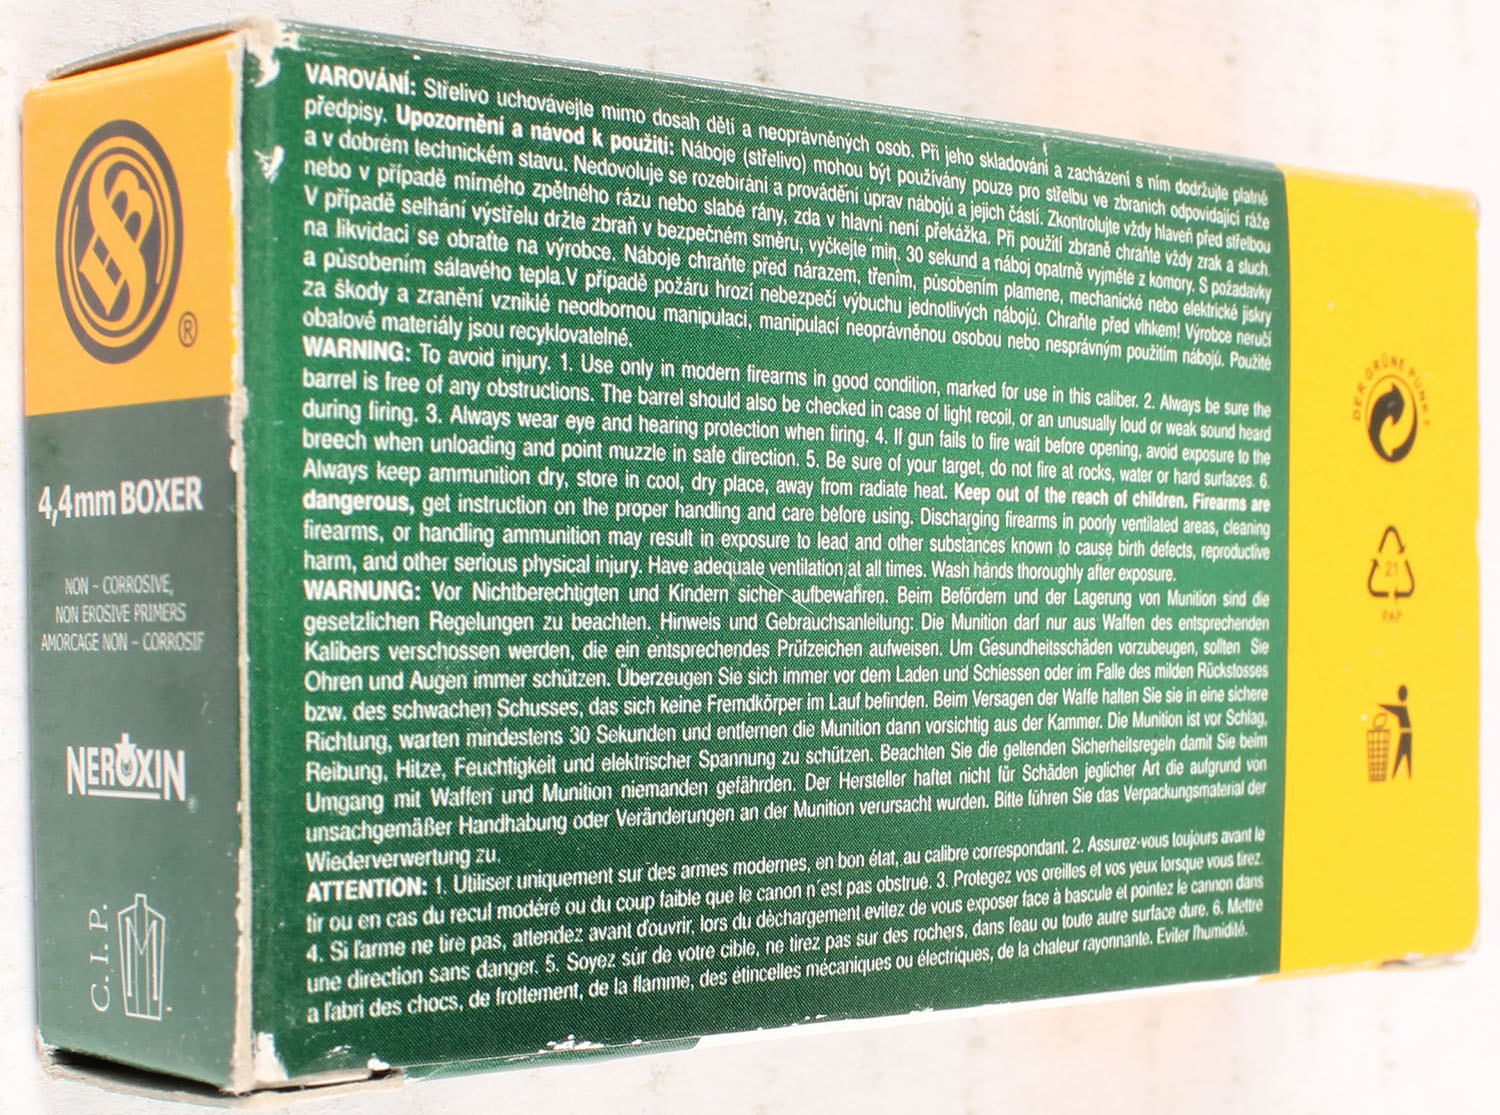 ®
4,4mm BOXER
NON – CORROSIVE,
NON EROSIVE PRIMERS
AMORCAGE NON – CORROSIF
NEROXIN
C.I.P.
VAROVÁNÍ: Střelivo uchovávejte mimo dosah dětí a neoprávněných osob. Při jeho skladování a zacházení s ním dodržujte platné
předpisy. Upozornění a návod k použití: Náboje (střelivo) mohou být používány pouze pro střelbu ve zbraních odpovídající ráže
a v dobrém technickém stavu. Nedovoluje se rozebírání a provádění úprav nábojů a jejich částí. Zkontrolujte vždy hlaveň před střelbou
nebo v případě mírného zpětného rázu nebo slabé rány, zda v hlavni není překážka. Při použití zbraně chraňte vždy zrak a sluch.
V případě selhání výstřelu držte zbraň v bezpečném směru, vyčkejte min. 30 sekund a náboj opatrně vyjměte z komory. S požadavky
na likvidaci se obraťte na výrobce. Náboje chraňte před nárazem, třením, působením plamene, mechanické nebo elektrické jiskry
a působením sálavého tepla.V případě požáru hrozí nebezpečí výbuchu jednotlivých nábojů. Chraňte před vlhkem! Výrobce neručí
za škody a zranění vzniklé neodbornou manipulací, manipulací neoprávněnou osobou nebo nesprávným použitím nábojů. Použité
obalové materiály jsou recyklovatelné.
WARNING: To avoid injury. 1. Use only in modern firearms in good condition, marked for use in this caliber. 2. Always be sure the
barrel is free of any obstructions. The barrel should also be checked in case of light recoil, or an unusually loud or weak sound heard
during firing. 3. Always wear eye and hearing protection when firing. 4. If gun fails to fire wait before opening, avoid exposure to the
breech when unloading and point muzzle in safe direction. 5. Be sure of your target, do not fire at rocks, water or hard surfaces. 6.
Always keep ammunition dry, store in cool, dry place, away from radiate heat. Keep out of the reach of children. Firearms are
dangerous, get instruction on the proper handling and care before using. Discharging firearms in poorly ventilated areas, cleaning
firearms, or handling ammunition may result in exposure to lead and other substances known to cause birth defects, reproductive
harm, and other serious physical injury. Have adequate ventilation at all times. Wash hands thoroughly after exposure.
WARNUNG: Vor Nichtberechtigten und Kindern sicher aufbewahren. Beim Befördern und der Lagerung von Munition sind die
gesetzlichen Regelungen zu beachten. Hinweis und Gebrauchsanleitung: Die Munition darf nur aus Waffen des entsprechenden
Kalibers verschossen werden, die ein entsprechendes Prüfzeichen aufweisen. Um Gesundheitsschäden vorzubeugen, sollten Sie
Ohren und Augen immer schützen. Überzeugen Sie sich immer vor dem Laden und Schiessen oder im Falle des milden Rückstosses
bzw. des schwachen Schusses, das sich keine Fremdkörper im Lauf befinden. Beim Versagen der Waffe halten Sie sie in eine sichere
Richtung, warten mindestens 30 Sekunden und entfernen die Munition dann vorsichtig aus der Kammer. Die Munition ist vor Schlag,
Reibung, Hitze, Feuchtigkeit und elektrischer Spannung zu schützen. Beachten Sie die geltenden Sicherheitsregeln damit Sie beim
Umgang mit Waffen und Munition niemanden gefährden. Der Hersteller haftet nicht für Schäden jeglicher Art die aufgrund von
unsachgemäßer Handhabung oder Veränderungen an der Munition verursacht wurden. Bitte führen Sie das Verpackungsmaterial der
Wiederverwertung zu.
ATTENTION: 1. Utiliser uniquement sur des armes modernes, en bon état, au calibre correspondant. 2. Assurez-vous toujours avant le
tir ou en cas du recul modéré ou du coup faible que le canon n'est pas obstrué. 3. Protegez vos oreilles et vos yeux lorsque vous tirez.
4. Si l'arme ne tire pas, attendez avant d'ouvrir, lors du dèchargement evitez de vous exposer face à bascule et pointez le cannon dans
une direction sans danger. 5. Soyez súr de votre cible, ne tirez pas sur des rochers, dans l'eau ou toute autre surface dure. 6. Mettre
a l'abri des chocs, de frottement, de la flamme, des étincelles mécaniques ou électriques, de la chaleur rayonnante. Eviter l'humidité.
DER GRÜNE PUNKT
21
PAP